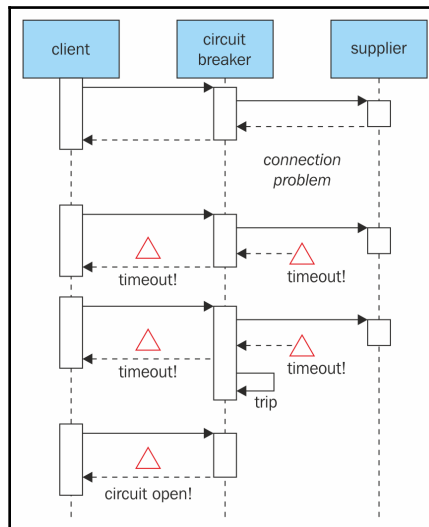 client
circuit
breaker
supplier
connection
problem
timeout!
timeout!
timeout!
timeout!
trip
circuit open!